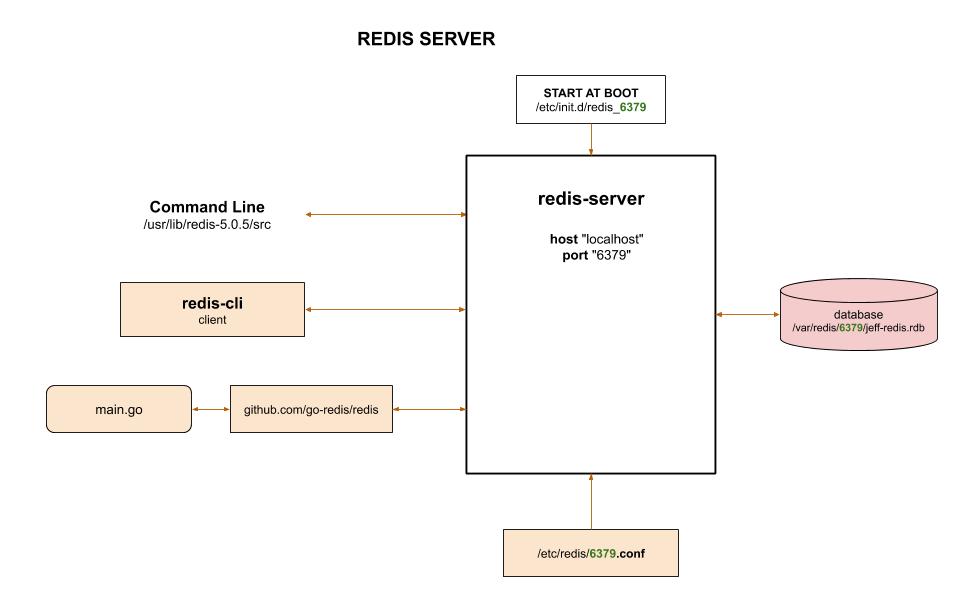 REDIS SERVER
START AT BOOT
/etc/init.d/redis_6379
redis-server
host "localhost"
port "6379"
Command Line
/usr/lib/redis-5.0.5/src
redis-cli
client
database
/var/redis/6379/jeff-redis.rdb
main.go
github.com/go-redis/redis
/etc/redis/6379.conf